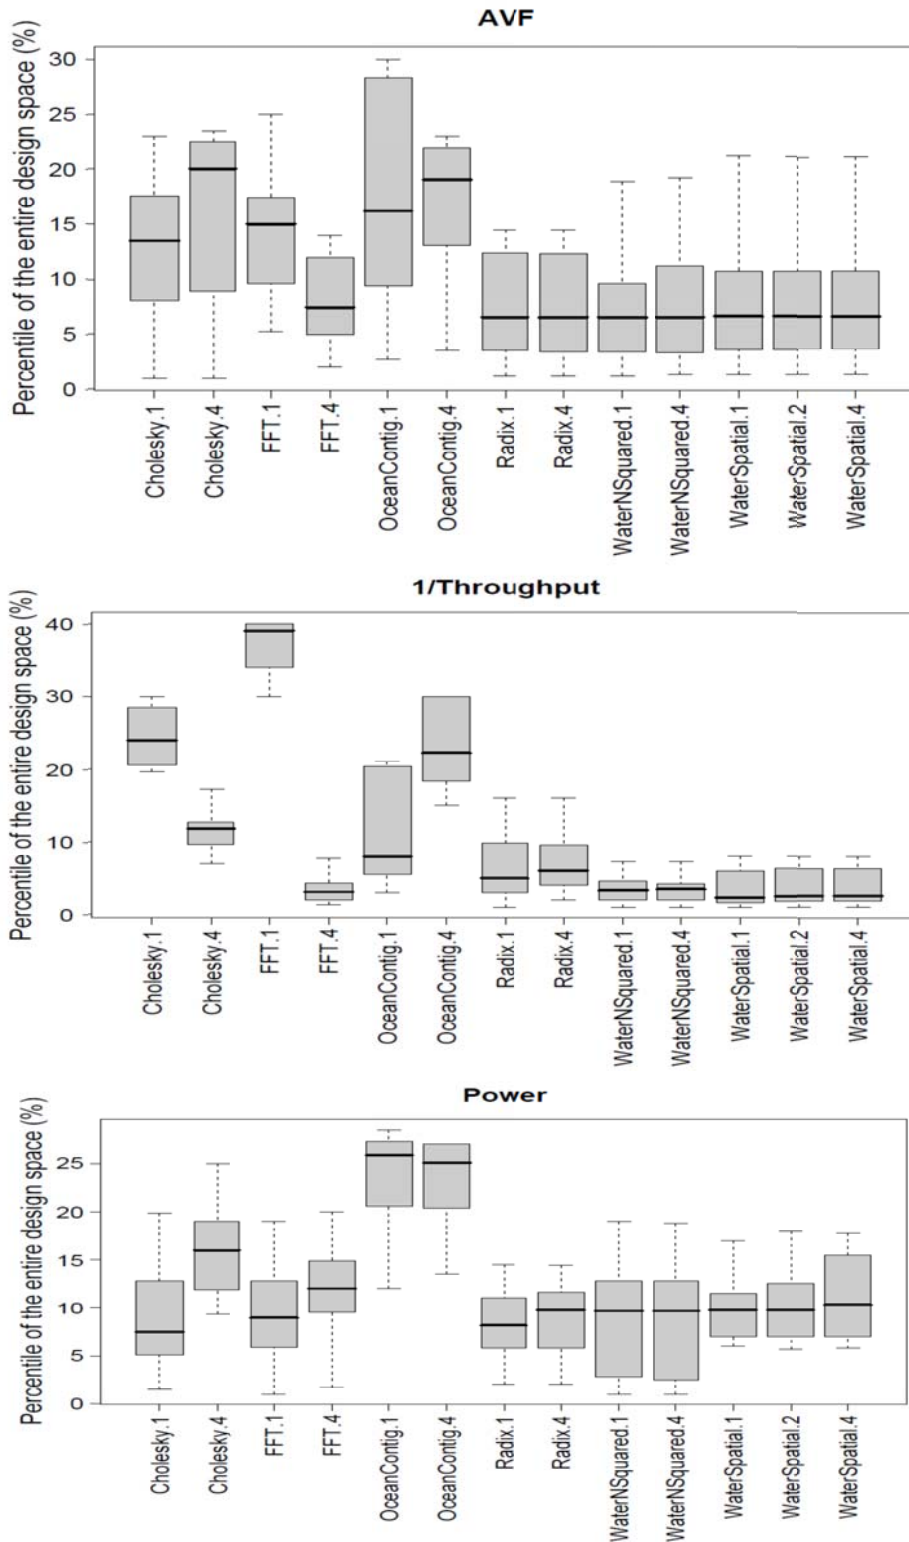 AVF
Percentile of the entire design space (%)
30
25
20
15
10
5
0
Cholesky.1
Cholesky.4
FFT.1
FFT.4
OceanContig.1
OceanContig.4
Radix.1
Radix.4
WaterNSquared.1
WaterNSquared.4
WaterSpatial.1
WaterSpatial.2
WaterSpatial.4
1/Throughput
Percentile of the entire design space (%)
40
30
20
10
0
Cholesky.1
Cholesky.4
FFT.1
FFT.4
OceanContig.1
OceanContig.4
Radix.1
Radix.4
WaterNSquared.1
WaterNSquared.4
WaterSpatial.1
WaterSpatial.2
WaterSpatial.4
Power
Percentile of the entire design space (%)
25
20
15
10
5
0
Cholesky.1
Cholesky.4
FFT.1
FFT.4
OceanContig.1
OceanContig.4
Radix.1
Radix.4
WaterNSquared.1
WaterNSquared.4
WaterSpatial.1
WaterSpatial.2
WaterSpatial.4